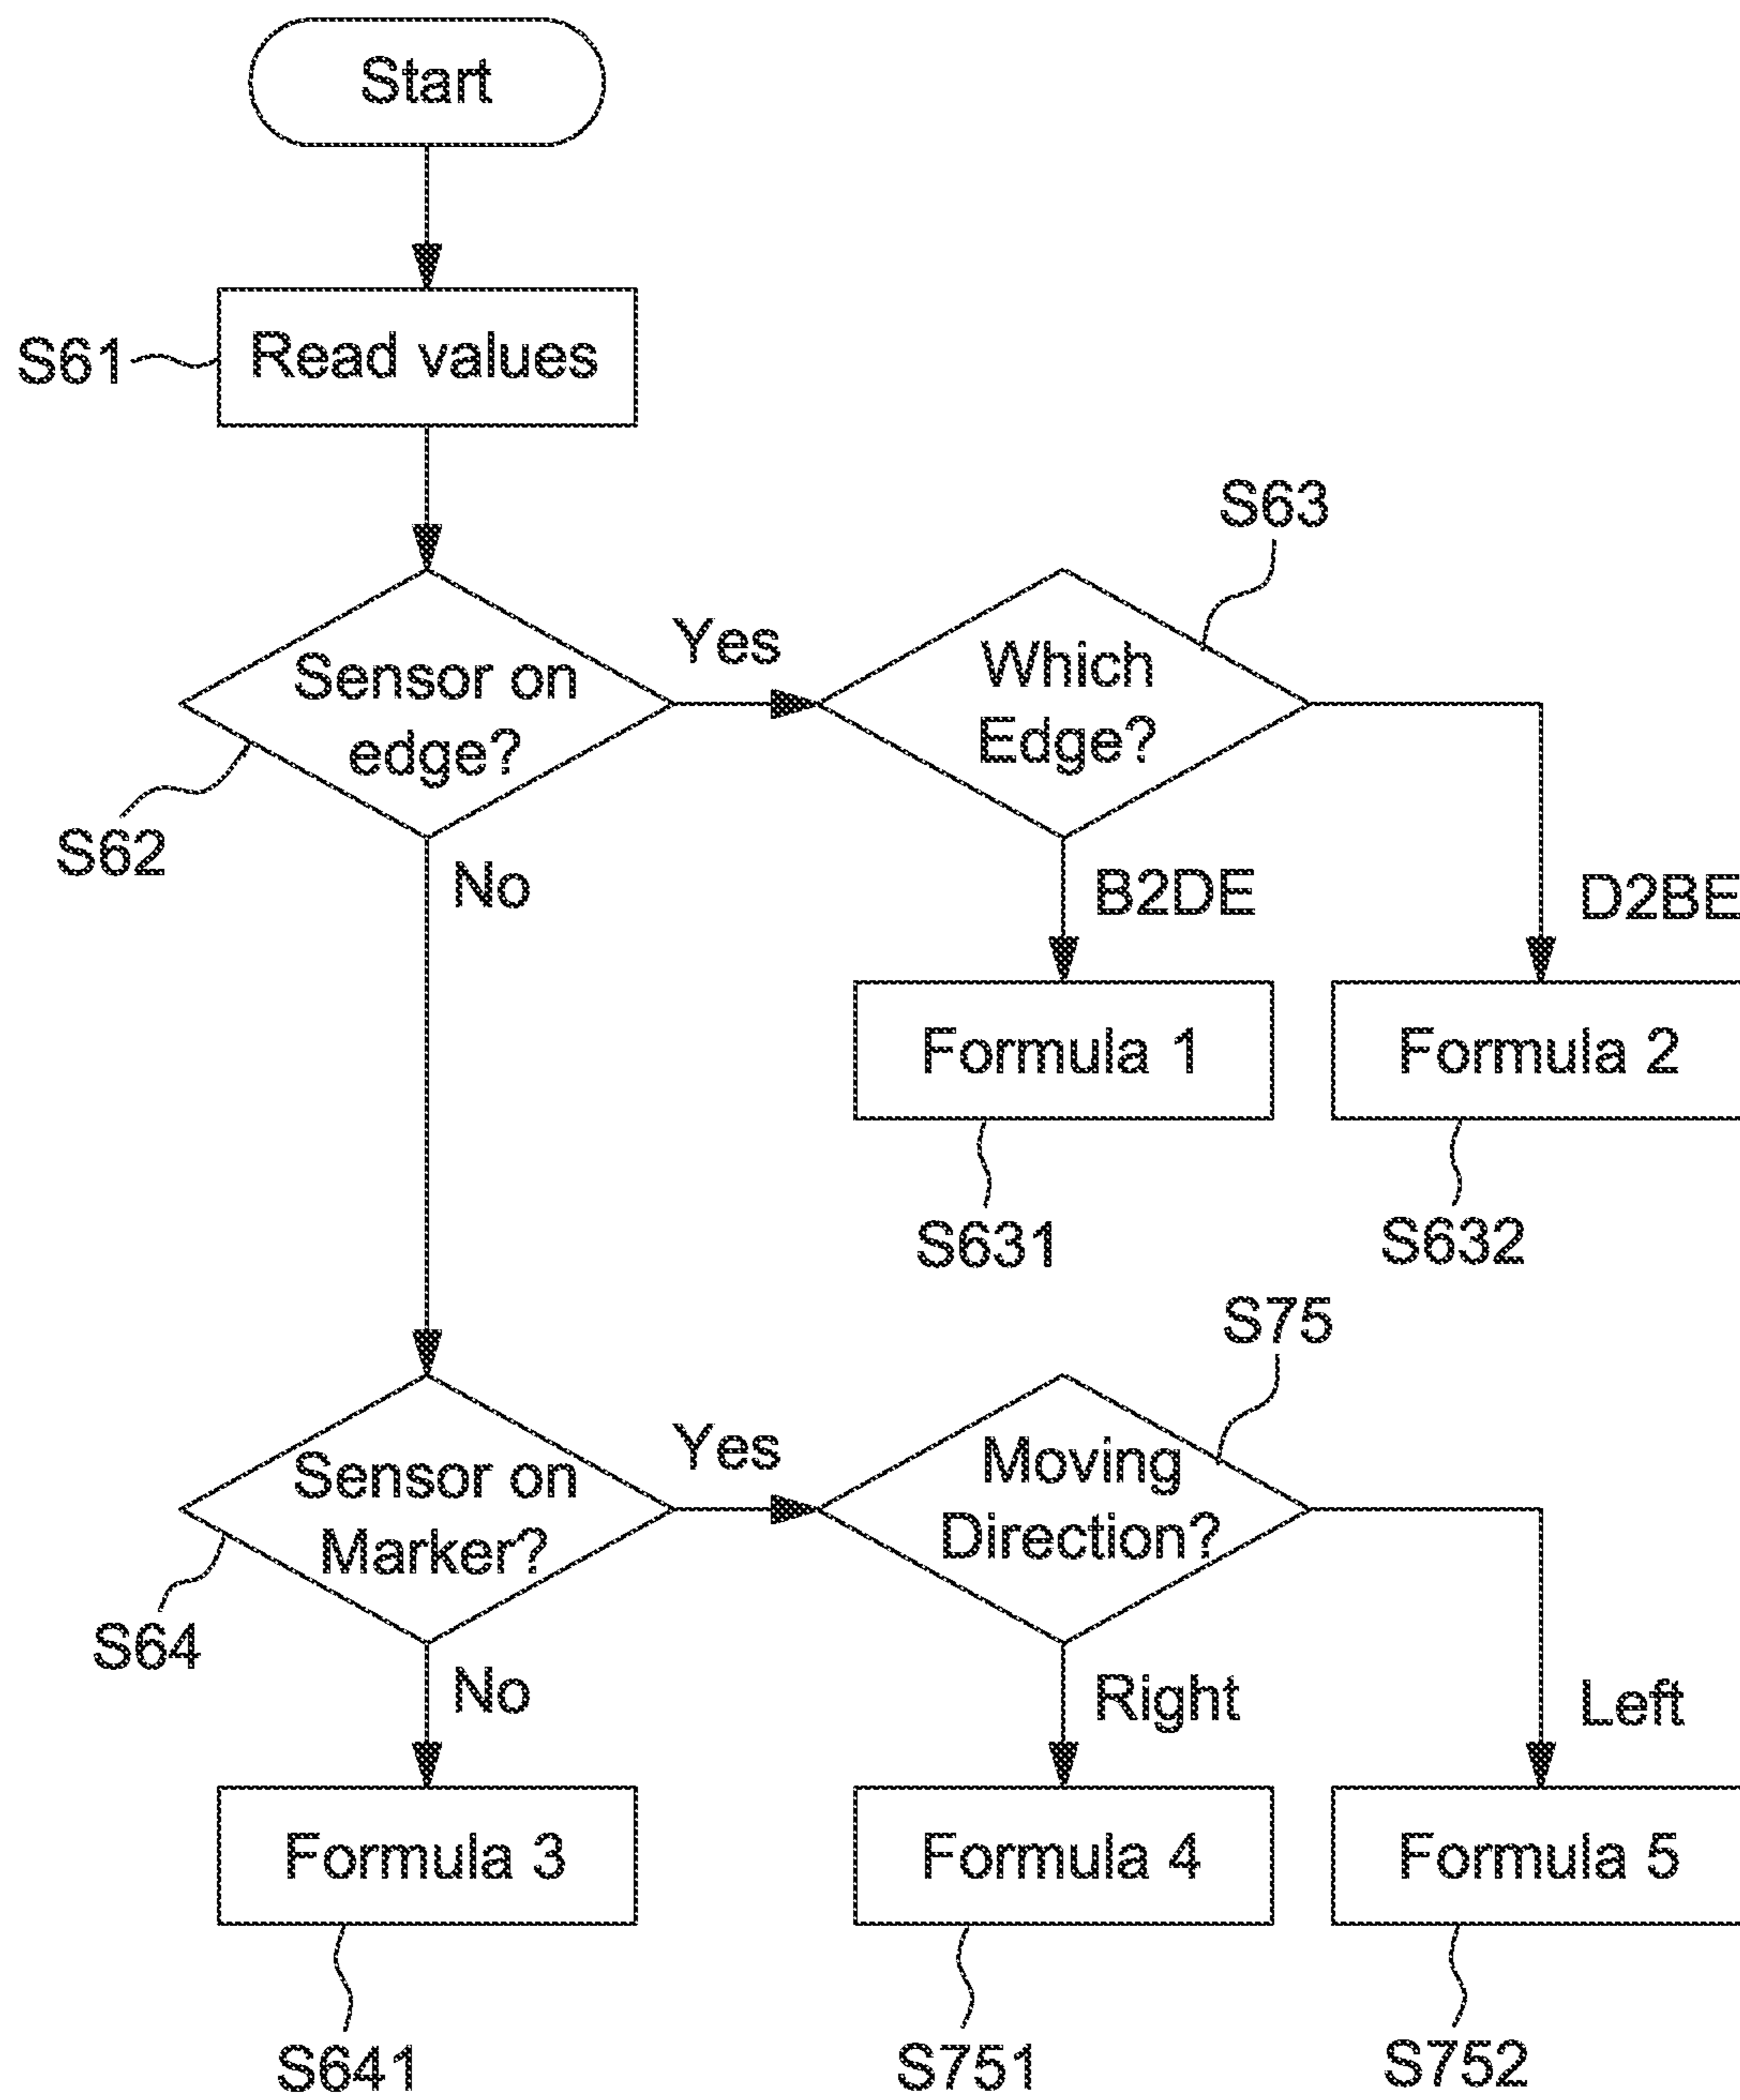 Start
S61
Read values
S63
Sensor on
edge?
Yes
Which
Edge?
S62
No
B2DE
D2BE
Formula 1
Formula 2
S631
S632
S75
Sensor on
Marker?
Yes
Moving
Direction?
S64
No
Right
Left
Formula 3
Formula 4
Formula 5
S641
S751
S752